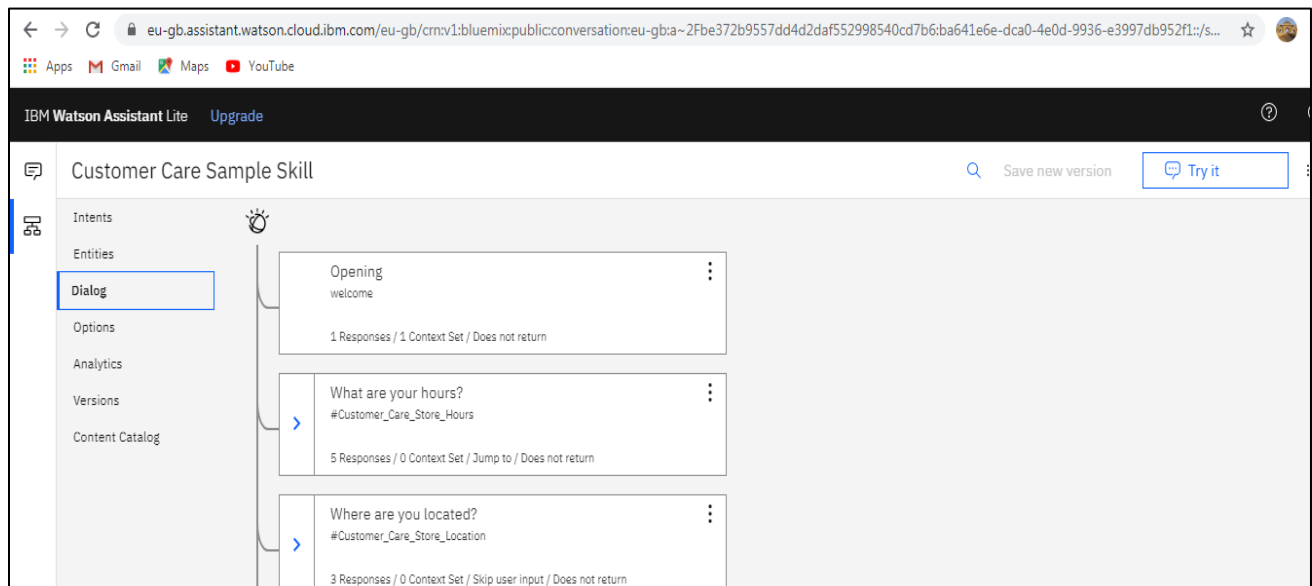 eu-gb.assistant.watson.cloud.ibm.com/eu-gb/crn:v1:bluemix:public:conversation:eu-gb:a~2Fbe372b9557dd4d2daf552998540cd7b6:ba641e6e-dca0-4e0d-9936-e3997db952f1::/s...
Apps Gmail Maps YouTube
IBM Watson Assistant Lite Upgrade
Customer Care Sample Skill Save new version Try it
Intents
Entities
Dialog
Options
Analytics
Versions
Content Catalog
Opening
welcome
1 Responses / 1 Context Set / Does not return
What are your hours?
#Customer_Care_Store_Hours
5 Responses / 0 Context Set / Jump to / Does not return
Where are you located?
#Customer_Care_Store_Location
3 Responses / 0 Context Set / Skip user input / Does not return